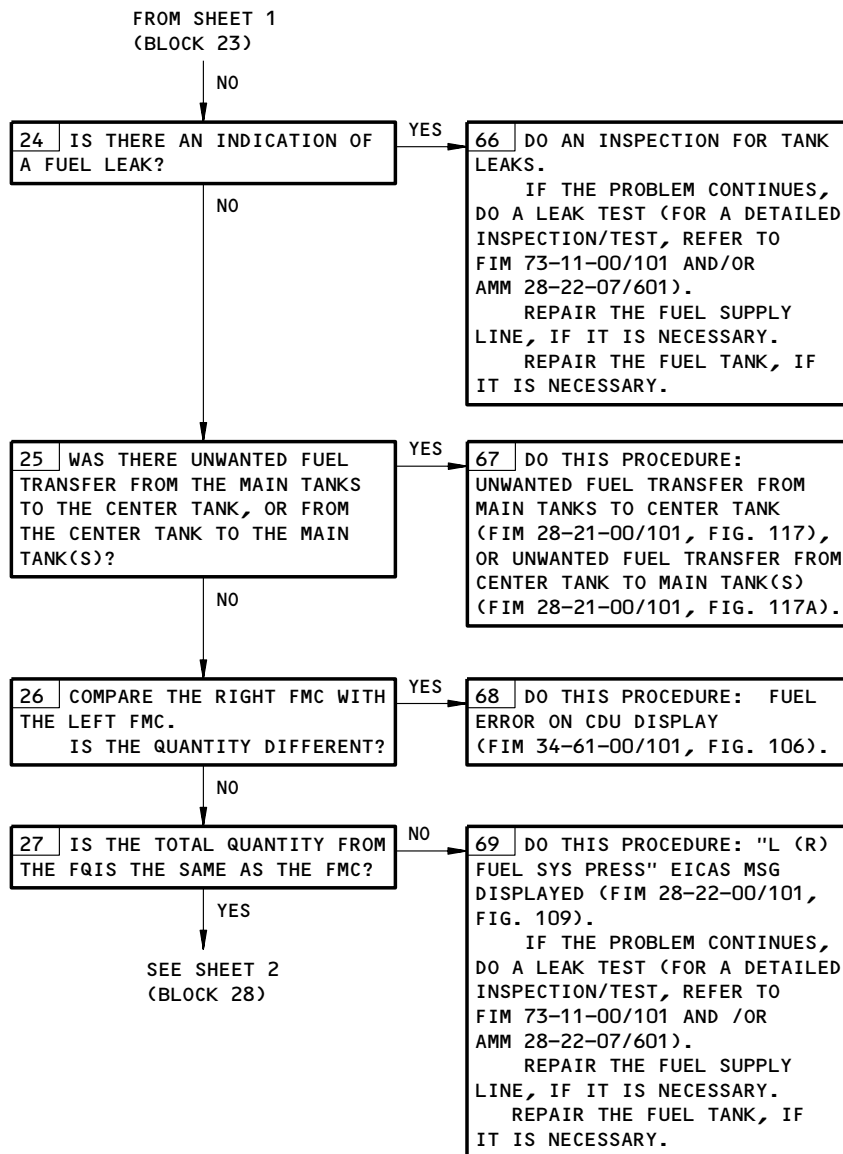 FROM SHEET 1
(BLOCK 23)
NO
24 IS THERE AN INDICATION OF
A FUEL LEAK?
YES
66 DO AN INSPECTION FOR TANK
LEAKS.
IF THE PROBLEM CONTINUES,
DO A LEAK TEST (FOR A DETAILED
INSPECTION/TEST, REFER TO
FIM 73-11-00/101 AND/OR
AMM 28-22-07/601).
REPAIR THE FUEL SUPPLY
LINE, IF IT IS NECESSARY.
REPAIR THE FUEL TANK, IF
IT IS NECESSARY.
NO
25 WAS THERE UNWANTED FUEL
TRANSFER FROM THE MAIN TANKS
TO THE CENTER TANK, OR FROM
THE CENTER TANK TO THE MAIN
TANK(S)?
YES
67 DO THIS PROCEDURE:
UNWANTED FUEL TRANSFER FROM
MAIN TANKS TO CENTER TANK
(FIM 28-21-00/101, FIG. 117),
OR UNWANTED FUEL TRANSFER FROM
CENTER TANK TO MAIN TANK(S)
(FIM 28-21-00/101, FIG. 117A).
NO
26 COMPARE THE RIGHT FMC WITH
THE LEFT FMC.
IS THE QUANTITY DIFFERENT?
YES
68 DO THIS PROCEDURE: FUEL
ERROR ON CDU DISPLAY
(FIM 34-61-00/101, FIG. 106).
NO
27 IS THE TOTAL QUANTITY FROM
THE FQIS THE SAME AS THE FMC?
NO
69 DO THIS PROCEDURE: "L (R)
FUEL SYS PRESS" EICAS MSG
DISPLAYED (FIM 28-22-00/101,
FIG. 109).
IF THE PROBLEM CONTINUES,
DO A LEAK TEST (FOR A DETAILED
INSPECTION/TEST, REFER TO
FIM 73-11-00/101 AND /OR
AMM 28-22-07/601).
REPAIR THE FUEL SUPPLY
LINE, IF IT IS NECESSARY.
REPAIR THE FUEL TANK, IF
IT IS NECESSARY.
YES
SEE SHEET 2
(BLOCK 28)